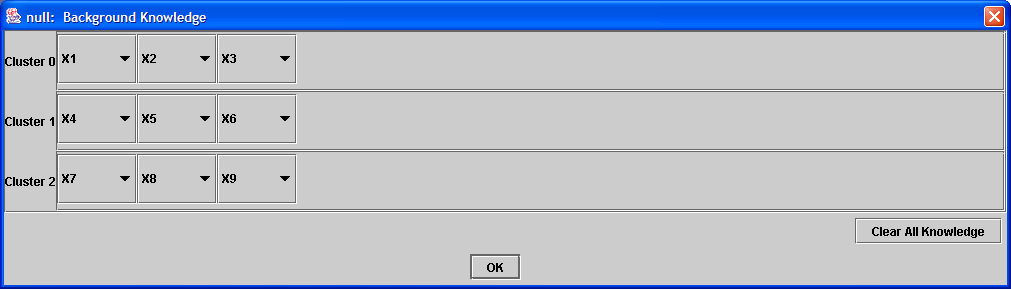 null: Background Knowledge
Cluster 0 X1 X2 X3
Cluster 1 X4 X5 X6
Cluster 2 X7 X8 X9
Clear All Knowledge
OK